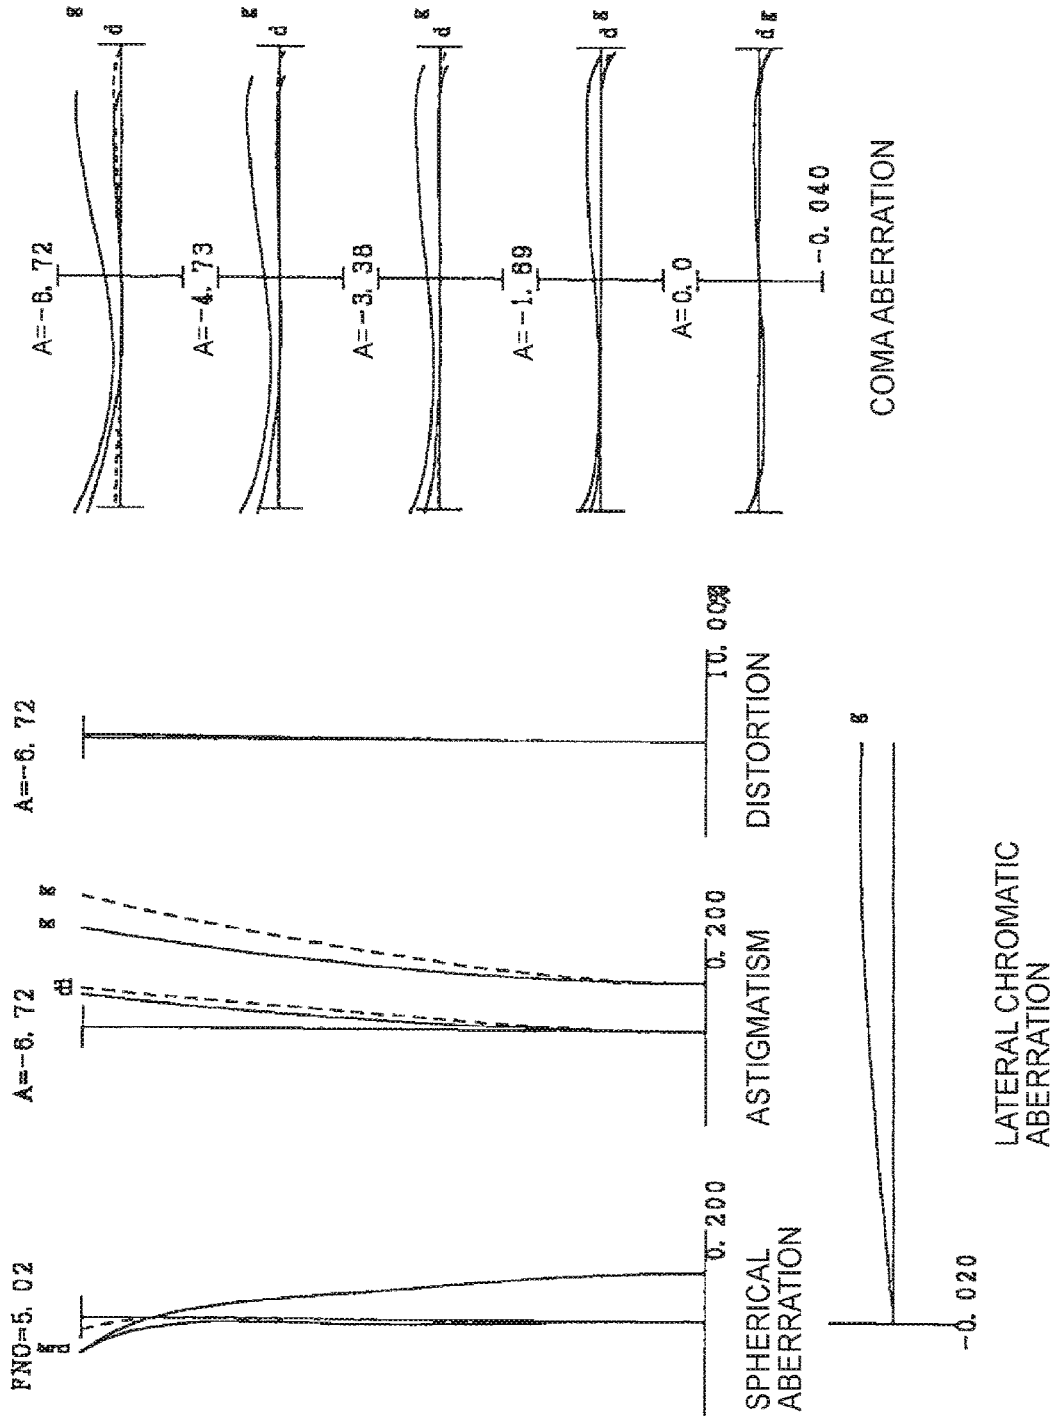 FNO=5. 02
g
d
0. 200
SPHERICAL
ABERRATION
A=-6. 72
d
d
g
g
0. 200
ASTIGMATISM
A=-6. 72
10. 00%
DISTORTION
g
-0. 020
LATERAL CHROMATIC
ABERRATION
A=-6. 72
g
d
A=-4. 73
g
d
A=-3. 38
g
d
A=-1. 69
d g
A=0. 0
d g
-0. 040
COMA ABERRATION